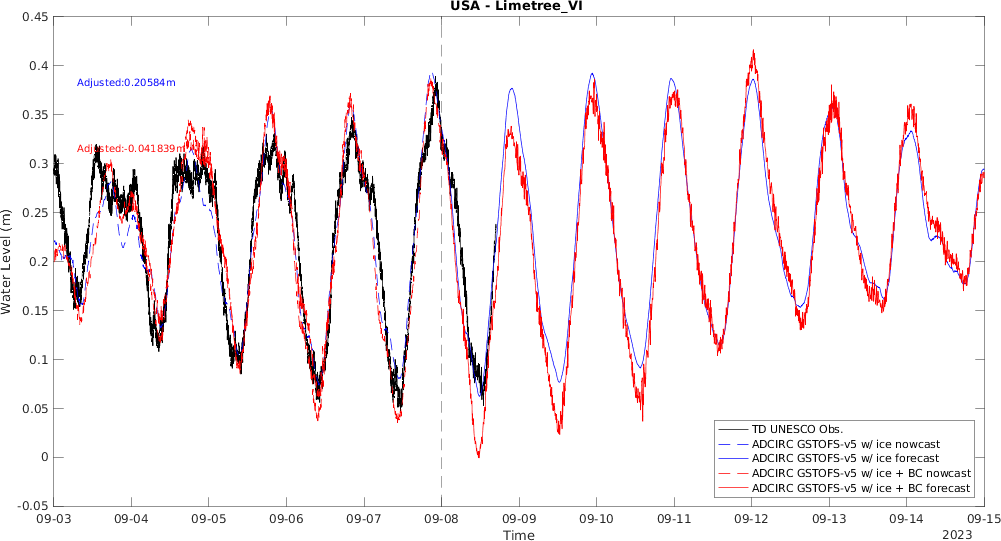 USA - Limetree_VI
0.45
0.4
0.35
0.3
0.25
0.2
0.15
0.1
0.05
0
-0.05
Water Level (m)
Adjusted:0.20584m
Adjusted:-0.041839m
TD UNESCO Obs.
ADCIRC GSTOFS-v5 w/ ice nowcast
ADCIRC GSTOFS-v5 w/ ice forecast
ADCIRC GSTOFS-v5 w/ ice + BC nowcast
ADCIRC GSTOFS-v5 w/ ice + BC forecast
09-03 09-04 09-05 09-06 09-07 09-08 09-09 09-10 09-11 09-12 09-13 09-14 09-15
Time
2023